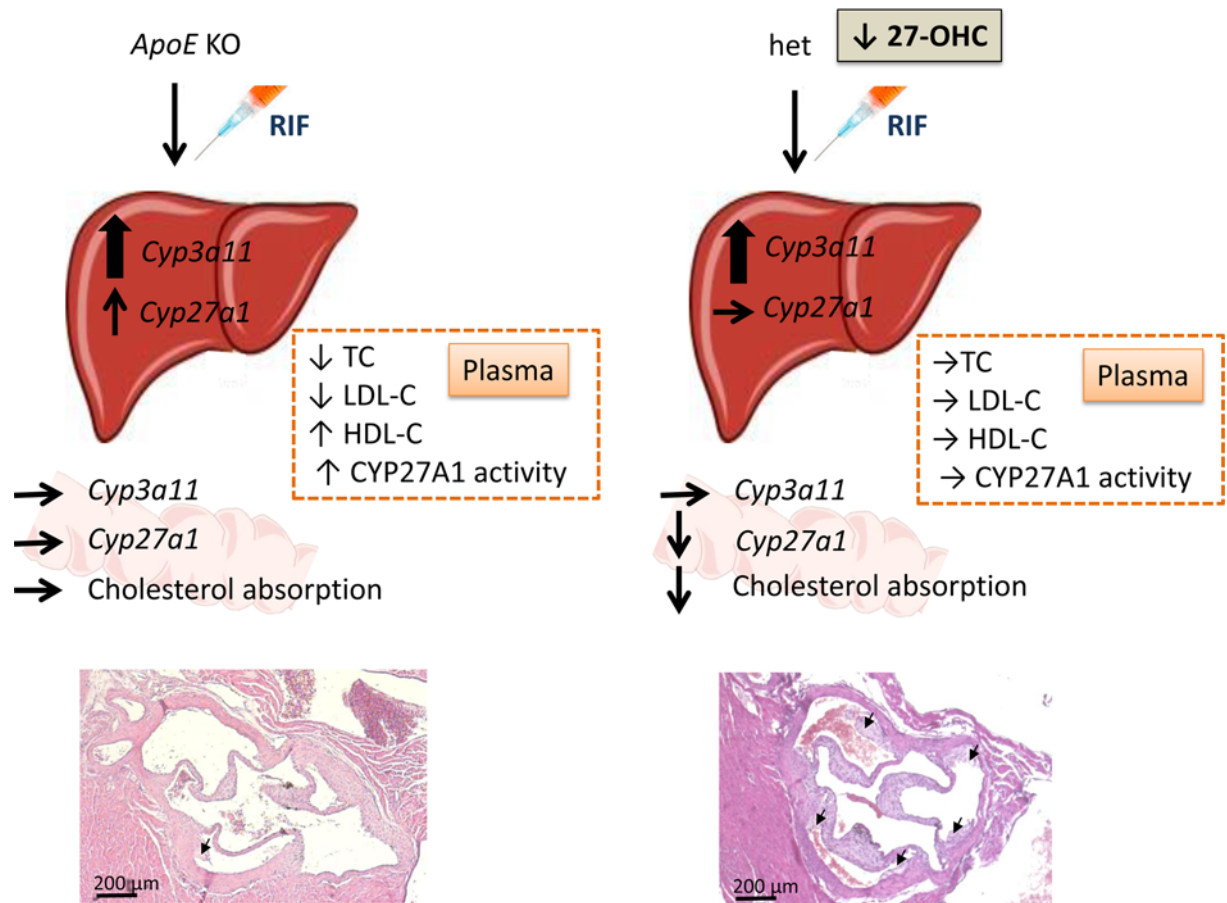 ApoE KO
RIF
Cyp3a11
Cyp27a1
↓ TC
↓ LDL-C
↑ HDL-C
↑ CYP27A1 activity
Plasma
→ Cyp3a11
→ Cyp27a1
→ Cholesterol absorption
200 µm
het
↓ 27-OHC
RIF
Cyp3a11
→ Cyp27a1
→TC
→ LDL-C
→ HDL-C
→ CYP27A1 activity
Plasma
→ Cyp3a11
↓ Cyp27a1
↓ Cholesterol absorption
200 µm